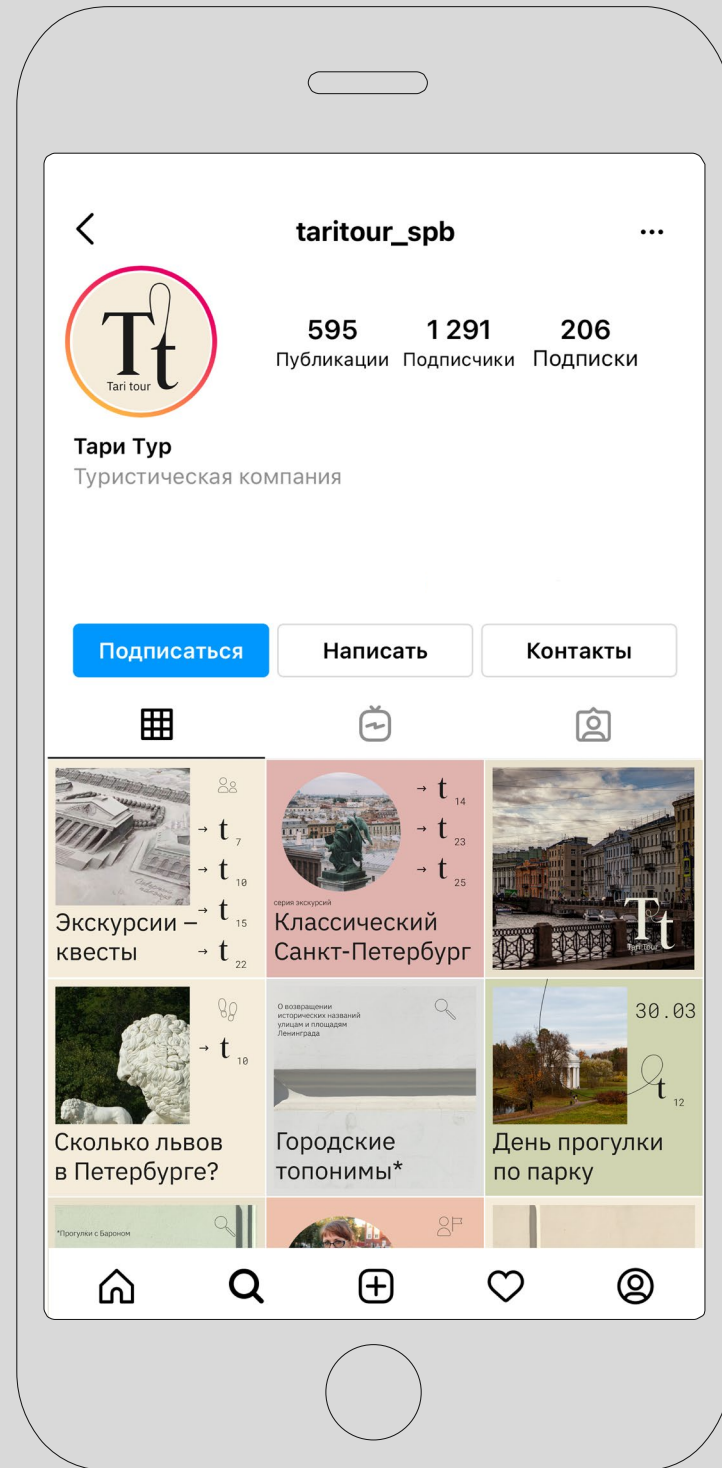 taritour_spb
Tt
Tari tour
595 1 291 206
Публикации Подписчики Подписки
Тари Тур
Туристическая компания
Подписаться Написать Контакты
→ t 7
→ t 10
→ t 15
→ t 22
Экскурсии –
квесты
→ t 14
→ t 23
→ t 25
серия экскурсий
Классический
Санкт-Петербург
Tt
Tari tour
→ t 10
Сколько львов
в Петербурге?
О возвращении
исторических названий
улицам и площадям
Ленинграда
Городские
топонимы*
30.03
t 12
День прогулки
по парку
*Прогулки с Бароном